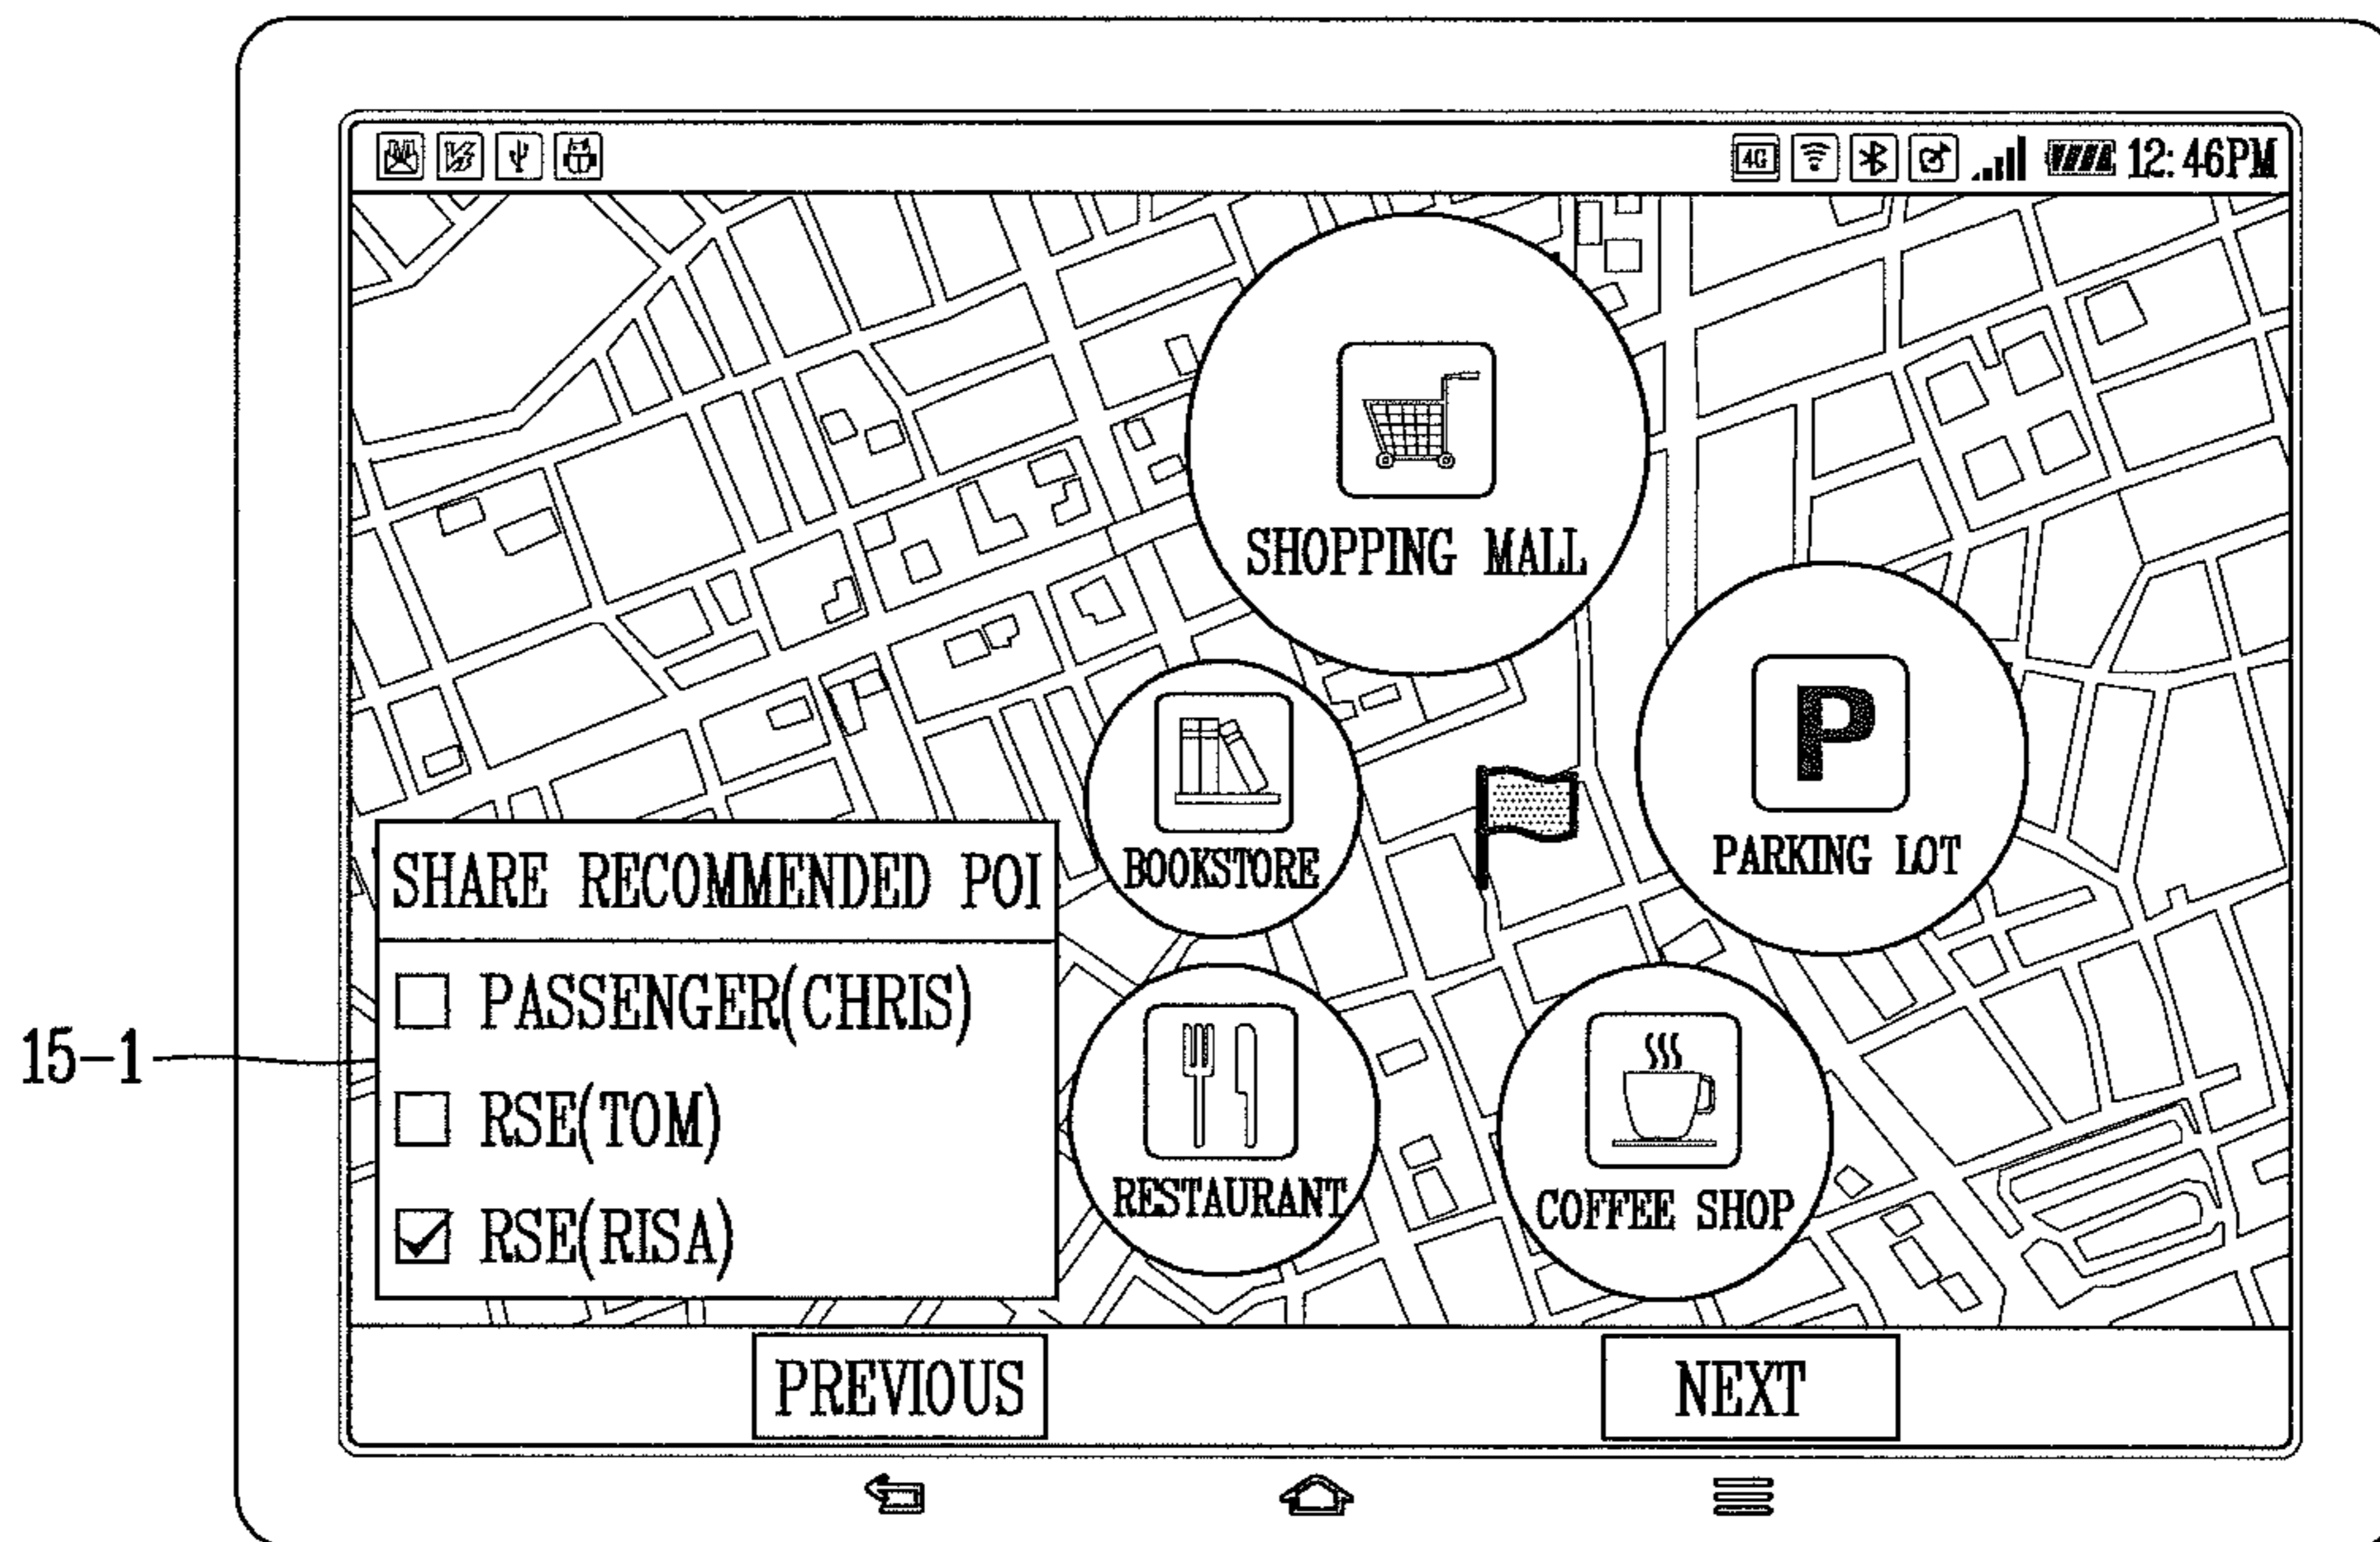 4G 12:46PM
SHOPPING MALL
P
PARKING LOT
BOOKSTORE
SHARE RECOMMENDED POI
PASSENGER(CHRIS)
RSE(TOM)
RSE(RISA)
15-1
RESTAURANT
COFFEE SHOP
PREVIOUS
NEXT